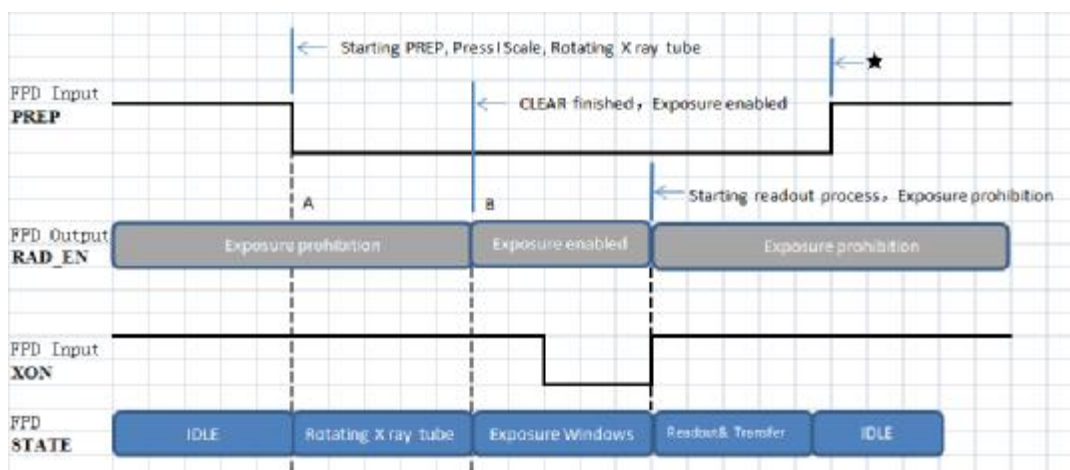 Starting PREP, Press I Scale, Rotating X ray tube
★
FPD Input
PREP
CLEAR finished，Exposure enabled
Starting readout process，Exposure prohibition
A
B
FPD Output
RAD_EN
Exposure prohibition
Exposure enabled
Exposure prohibition
FPD Input
XON
FPD
STATE
IDLE
Rotating X ray tube
Exposure Windows
Readout& Transfer
IDLE